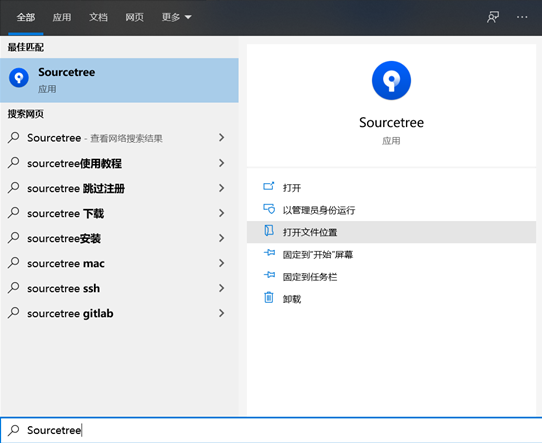 全部 应用 文档 网页 更多
最佳匹配
Sourcetree
应用
搜索网页
Sourcetree - 查看网络搜索结果
sourcetree使用教程
sourcetree 跳过注册
sourcetree 下载
sourcetree安装
sourcetree mac
sourcetree ssh
sourcetree gitlab
Sourcetree
应用
打开
以管理员身份运行
打开文件位置
固定到"开始"屏幕
固定到任务栏
卸载
Sourcetree